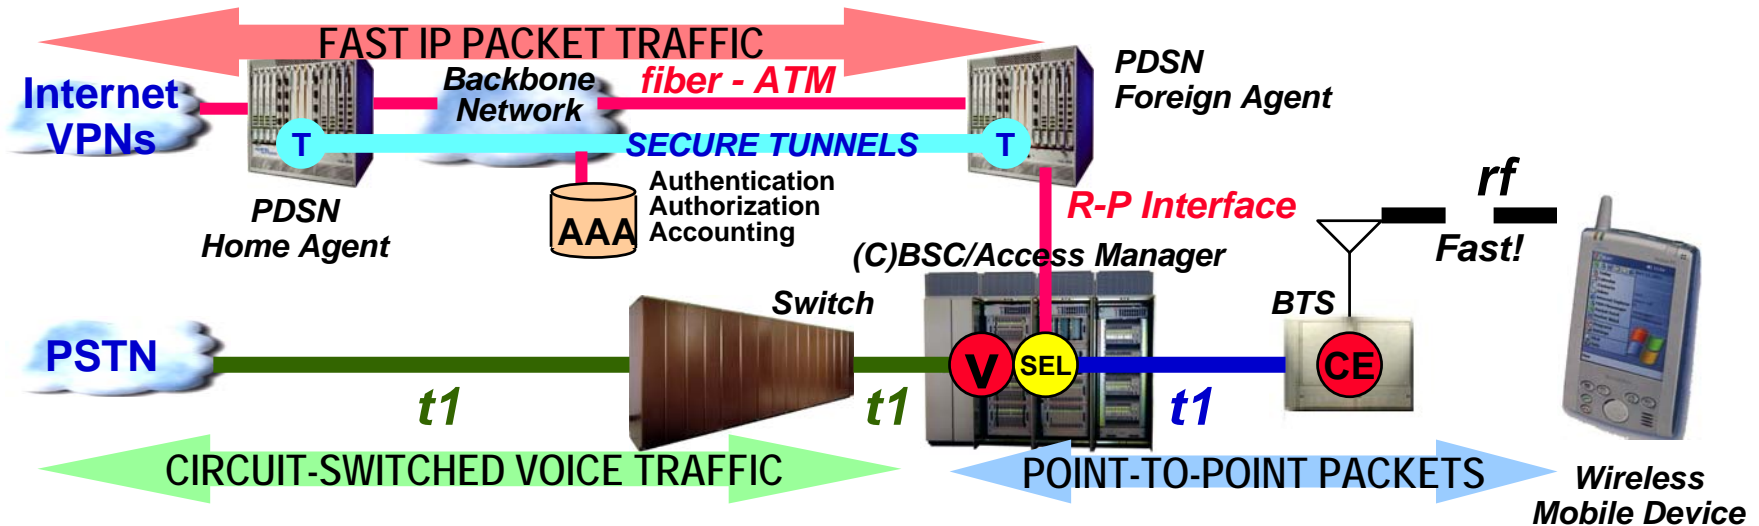 FAST IP PACKET TRAFFIC
Internet
VPNs
Backbone
Network
fiber - ATM
PDSN
Foreign Agent
T
SECURE TUNNELS
T
PDSN
Home Agent
AAA
Authentication
Authorization
Accounting
R-P Interface
rf
Fast!
(C)BSC/Access Manager
Switch
BTS
PSTN
t1
t1
v
SEL
t1
CE
CIRCUIT-SWITCHED VOICE TRAFFIC
POINT-TO-POINT PACKETS
Wireless
Mobile Device